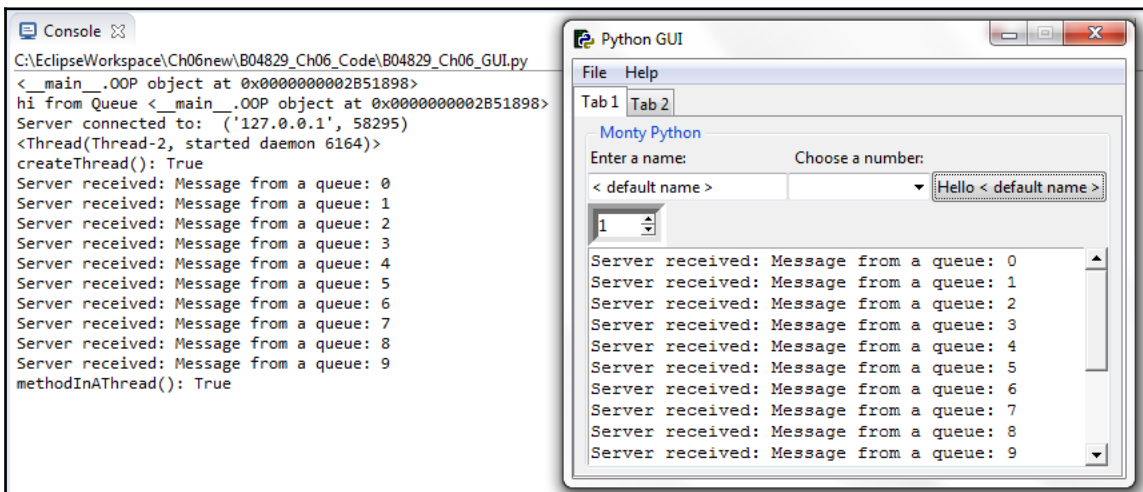 Console
C:\EclipseWorkspace\Ch06new\B04829_Ch06_Code\B04829_Ch06_GUI.py
<__main__.OOP object at 0x0000000002B51898>
hi from Queue <__main__.OOP object at 0x0000000002B51898>
Server connected to:  ('127.0.0.1', 58295)
<Thread(Thread-2, started daemon 6164)>
createThread(): True
Server received: Message from a queue: 0
Server received: Message from a queue: 1
Server received: Message from a queue: 2
Server received: Message from a queue: 3
Server received: Message from a queue: 4
Server received: Message from a queue: 5
Server received: Message from a queue: 6
Server received: Message from a queue: 7
Server received: Message from a queue: 8
Server received: Message from a queue: 9
methodInAThread(): True
Python GUI
File Help
Tab 1 Tab 2
Monty Python
Enter a name: Choose a number:
< default name > Hello < default name >
1
Server received: Message from a queue: 0
Server received: Message from a queue: 1
Server received: Message from a queue: 2
Server received: Message from a queue: 3
Server received: Message from a queue: 4
Server received: Message from a queue: 5
Server received: Message from a queue: 6
Server received: Message from a queue: 7
Server received: Message from a queue: 8
Server received: Message from a queue: 9